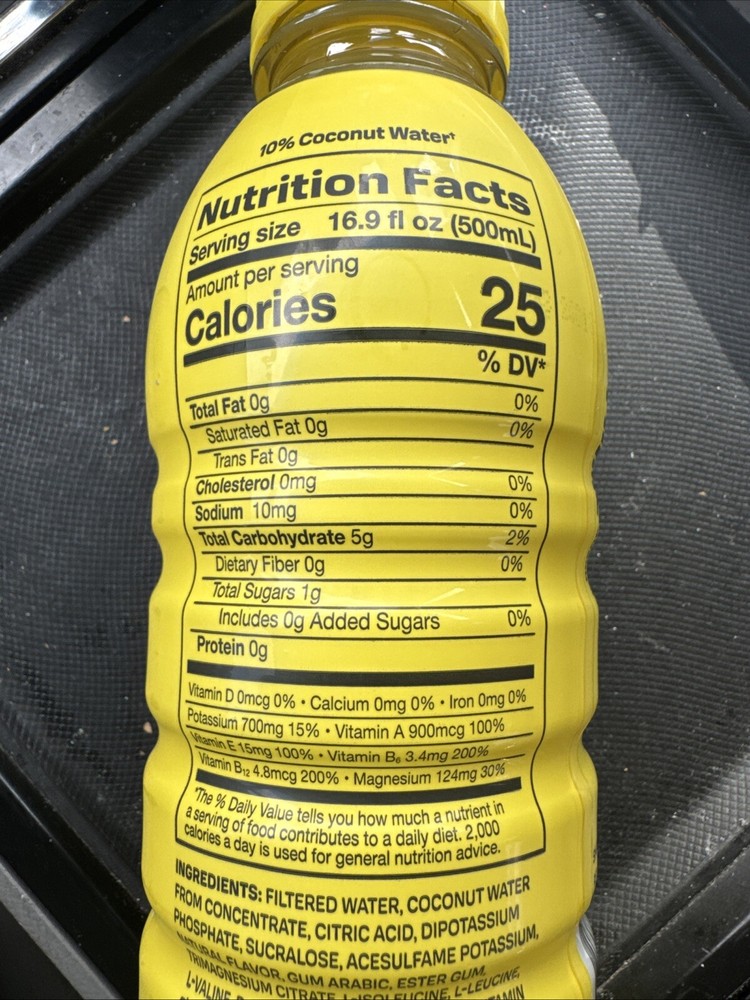 10% Coconut Water†
Nutrition Facts
Serving size 16.9 fl oz (500mL)
Amount per serving
Calories 25
% DV*
Total Fat 0g 0%
Saturated Fat 0g 0%
Trans Fat 0g
Cholesterol 0mg 0%
Sodium 10mg 0%
Total Carbohydrate 5g 2%
Dietary Fiber 0g 0%
Total Sugars 1g
Includes 0g Added Sugars 0%
Protein 0g
Vitamin D 0mcg 0% • Calcium 0mg 0% • Iron 0mg 0%
Potassium 700mg 15% • Vitamin A 900mcg 100%
Vitamin E 15mg 100% • Vitamin B₆ 3.4mg 200%
Vitamin B₁₂ 4.8mcg 200% • Magnesium 124mg 30%
*The % Daily Value tells you how much a nutrient in
a serving of food contributes to a daily diet. 2,000
calories a day is used for general nutrition advice.
INGREDIENTS: FILTERED WATER, COCONUT WATER
FROM CONCENTRATE, CITRIC ACID, DIPOTASSIUM
PHOSPHATE, SUCRALOSE, ACESULFAME POTASSIUM,
NATURAL FLAVOR, GUM ARABIC, ESTER GUM,
TRIMAGNESIUM CITRATE, L-ISOLEUCINE, L-LEUCINE,
L-VALINE,